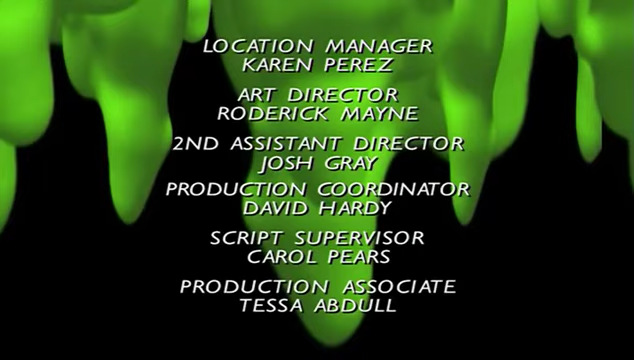 LOCATION MANAGER
KAREN PEREZ
ART DIRECTOR
RODERICK MAYNE
2ND ASSISTANT DIRECTOR
JOSH GRAY
PRODUCTION COORDINATOR
DAVID HARDY
SCRIPT SUPERVISOR
CAROL PEARS
PRODUCTION ASSOCIATE
TESSA ABDULL